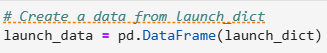 # Create a data from launch_dict
launch_data = pd.DataFrame(launch_dict)